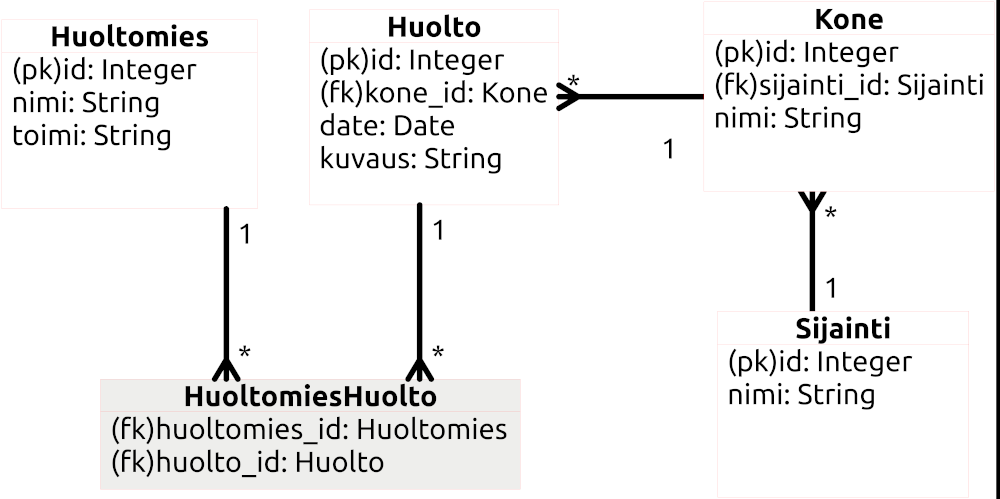 Huoltomies
(pk)id: Integer
nimi: String
toimi: String
Huolto
(pk)id: Integer
(fk)kone_id: Kone
date: Date
kuvaus: String
*
1
Kone
(pk)id: Integer
(fk)sijainti_id: Sijainti
nimi: String
*
1
Sijainti
(pk)id: Integer
nimi: String
1
*
1
*
HuoltomiesHuolto
(fk)huoltomies_id: Huoltomies
(fk)huolto_id: Huolto